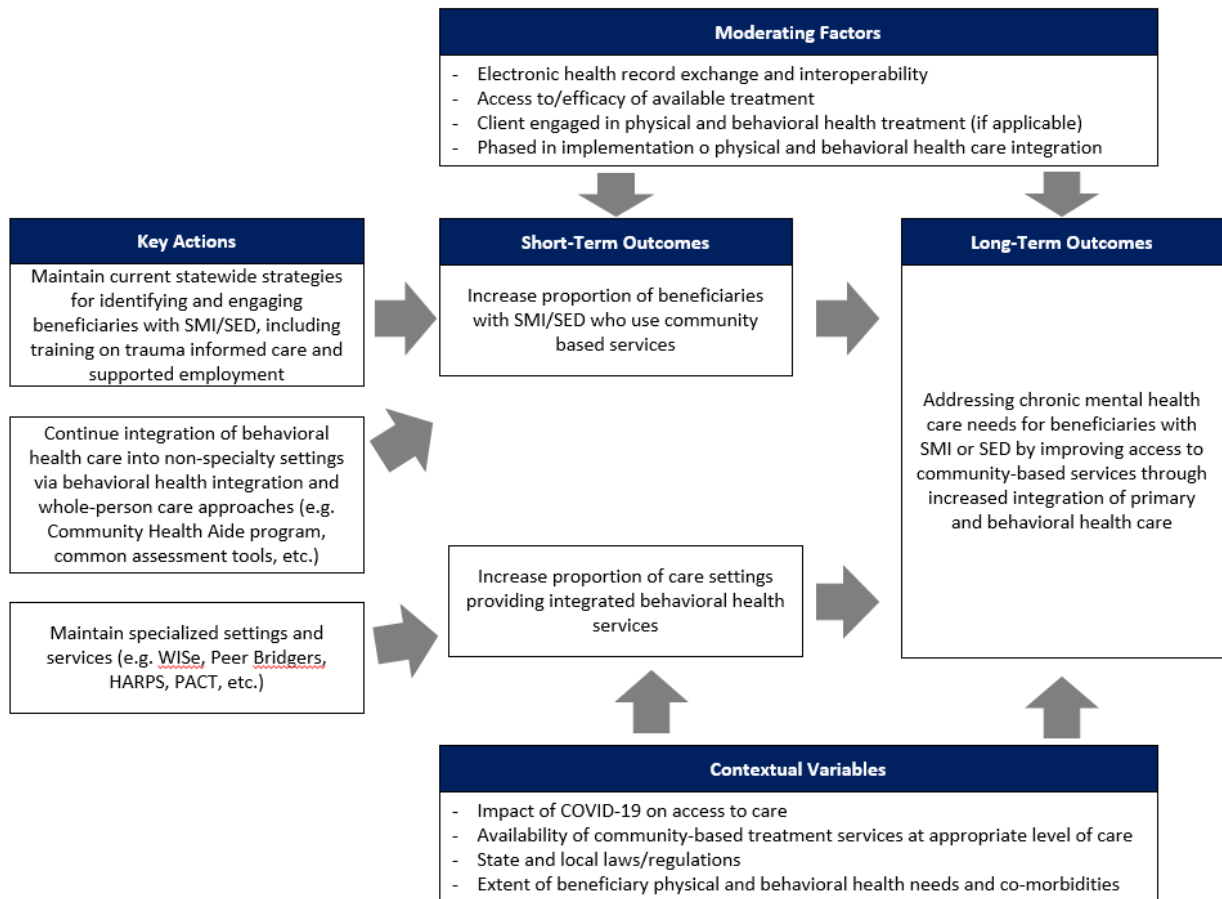 Moderating Factors
- Electronic health record exchange and interoperability
- Access to/efficacy of available treatment
- Client engaged in physical and behavioral health treatment (if applicable)
- Phased in implementation o physical and behavioral health care integration
Key Actions
Maintain current statewide strategies
for identifying and engaging
beneficiaries with SMI/SED, including
training on trauma informed care and
supported employment
Continue integration of behavioral
health care into non-specialty settings
via behavioral health integration and
whole-person care approaches (e.g.
Community Health Aide program,
common assessment tools, etc.)
Maintain specialized settings and
services (e.g. WISe, Peer Bridgers,
HARPS, PACT, etc.)
Short-Term Outcomes
Increase proportion of beneficiaries
with SMI/SED who use community
based services
Increase proportion of care settings
providing integrated behavioral health
services
Long-Term Outcomes
Addressing chronic mental health
care needs for beneficiaries with
SMI or SED by improving access to
community-based services through
increased integration of primary
and behavioral health care
Contextual Variables
- Impact of COVID-19 on access to care
- Availability of community-based treatment services at appropriate level of care
- State and local laws/regulations
- Extent of beneficiary physical and behavioral health needs and co-morbidities